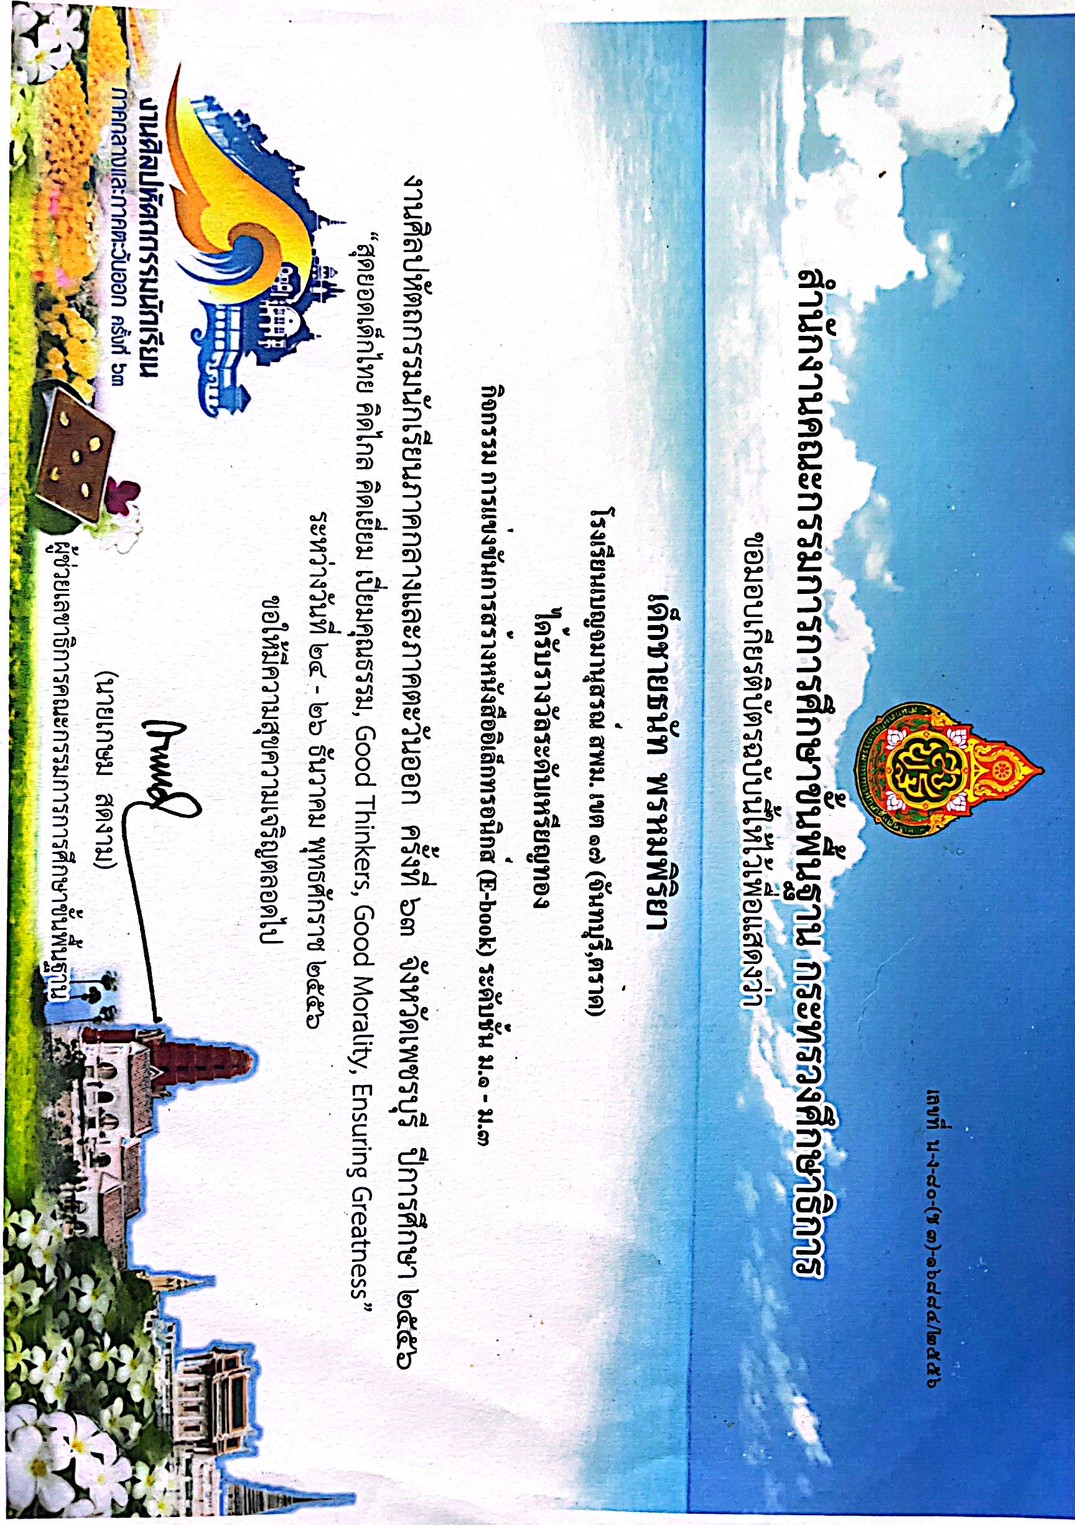 เลขที่ น-ง-๘๐-(ช ๓)-๑๖๘๘๔/๒๕๕๖
สำนักงานคณะกรรมการการศึกษาขั้นพื้นฐาน กระทรวงศึกษาธิการ
ขอมอบเกียรติบัตรฉบับนี้ให้ไว้เพื่อแสดงว่า
เด็กชายธนัท พรหมพิริยา
โรงเรียนเบญจมานุสรณ์ สพม. เขต ๑๗ (จันทบุรี,ตราด)
ได้รับรางวัลระดับเหรียญทอง
กิจกรรม การแข่งขันการสร้างหนังสืออิเล็กทรอนิกส์ (E-book) ระดับชั้น ม.๑ - ม.๓
งานศิลปหัตถกรรมนักเรียนภาคกลางและภาคตะวันออก ครั้งที่ ๖๓ จังหวัดเพชรบุรี ปีการศึกษา ๒๕๕๖
“สุดยอดเด็กไทย คิดไกล คิดเยี่ยม เปี่ยมคุณธรรม, Good Thinkers, Good Morality, Ensuring Greatness”
ระหว่างวันที่ ๒๔ - ๒๖ ธันวาคม พุทธศักราช ๒๕๕๖
ขอให้มีความสุขความเจริญตลอดไป
งานศิลปหัตถกรรมนักเรียน
ภาคกลางและภาคตะวันออก ครั้งที่ ๖๓
(นายเกษม สดงาม)
ผู้ช่วยเลขาธิการคณะกรรมการการศึกษาขั้นพื้นฐาน